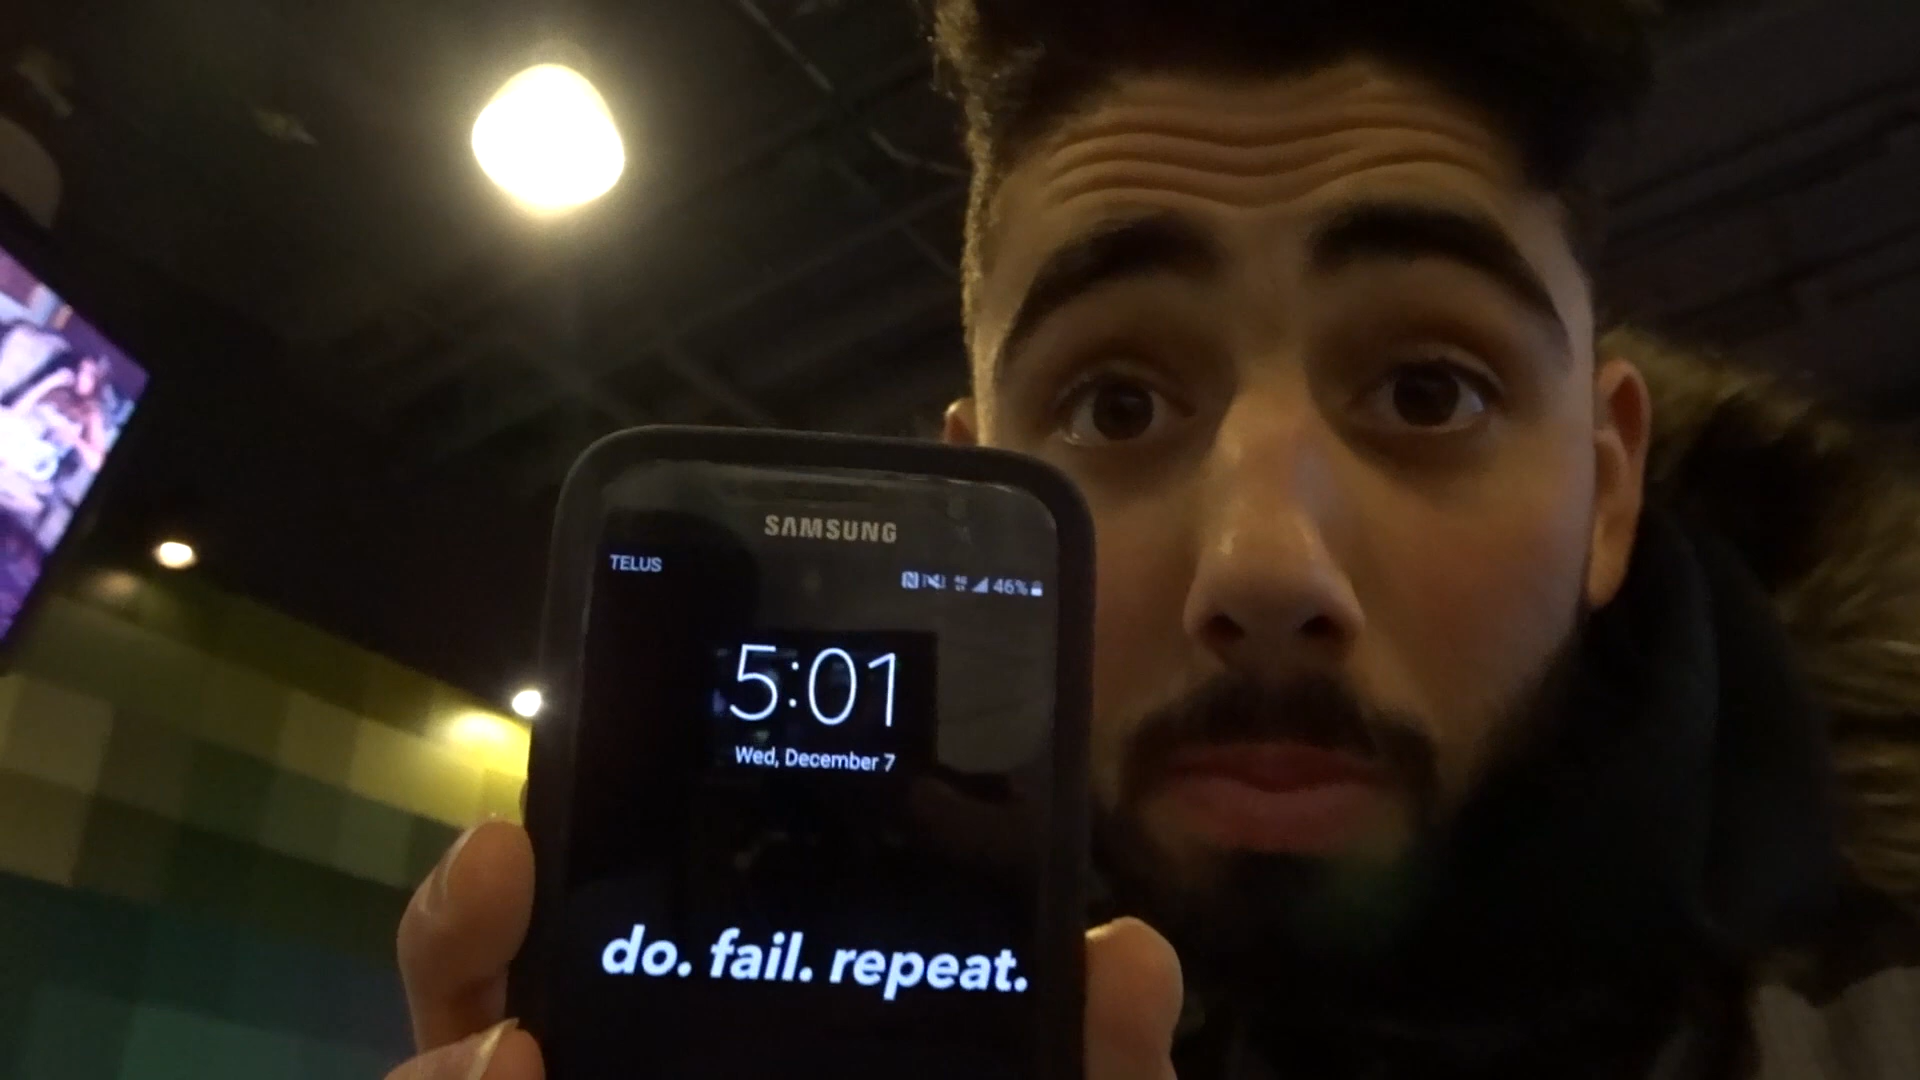 SAMSUNG
TELUS
46%
5:01
Wed, December 7
do. fail. repeat.